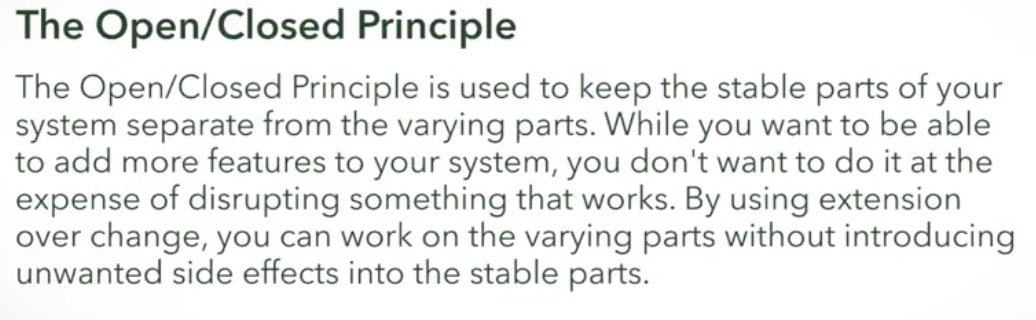 The Open/Closed Principle
The Open/Closed Principle is used to keep the stable parts of your
system separate from the varying parts. While you want to be able
to add more features to your system, you don't want to do it at the
expense of disrupting something that works. By using extension
over change, you can work on the varying parts without introducing
unwanted side effects into the stable parts.